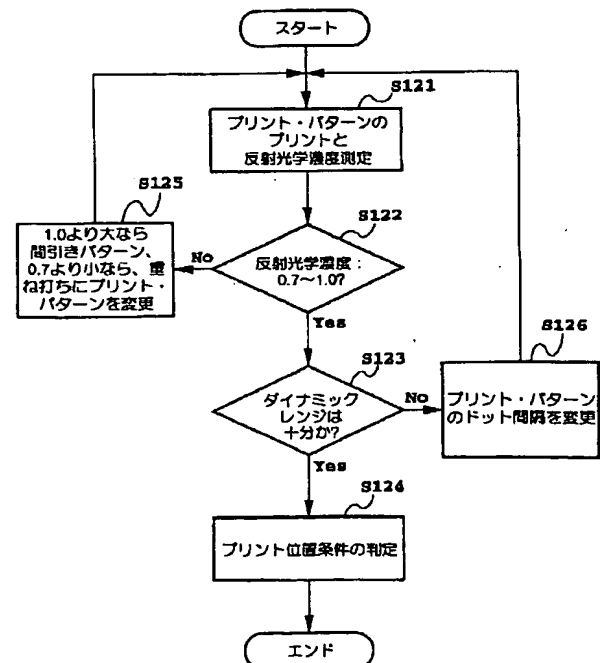 スタート
S121
プリント・パターンの
プリントと
反射光学濃度測定
S125
1.0より大なら
間引きパターン、
0.7より小なら、重
ね打ちにプリント・
パターンを変更
S122
No
反射光学濃度:
0.7〜1.0?
Yes
S126
プリント・パターン
のドット間隔を変更
S123
No
ダイナミック
レンジは
十分か?
Yes
S124
プリント位置条件の判定
エンド